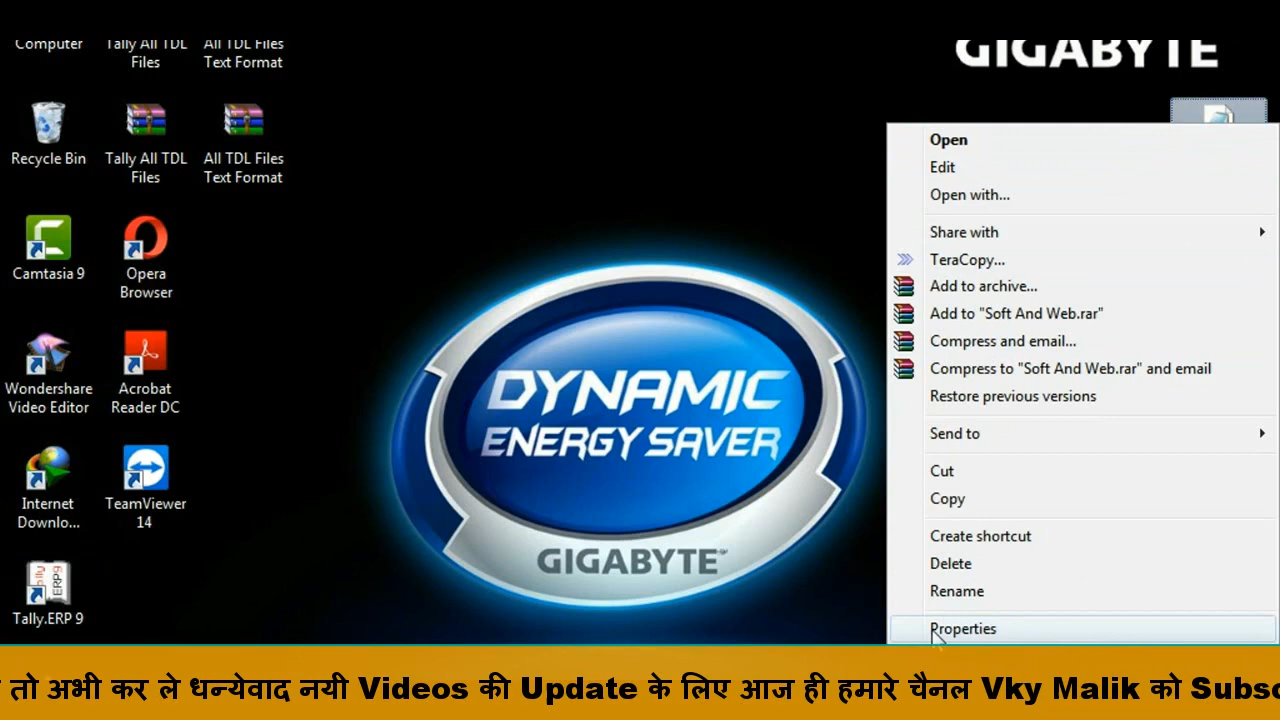 Computer
Tally All TDL
Files
All TDL Files
Text Format
GIGABYTE
Recycle Bin
Tally All TDL
Files
All TDL Files
Text Format
Camtasia 9
Opera
Browser
Wondershare
Video Editor
Acrobat
Reader DC
Internet
Downlo...
TeamViewer
14
Tally.ERP 9
DYNAMIC
ENERGY SAVER
GIGABYTE
Open
Edit
Open with...
Share with
TeraCopy...
Add to archive...
Add to "Soft And Web.rar"
Compress and email...
Compress to "Soft And Web.rar" and email
Restore previous versions
Send to
Cut
Copy
Create shortcut
Delete
Rename
Properties
तो अभी कर ले धन्येवाद नयी Videos की Update के लिए आज ही हमारे चैनल Vky Malik को Subsc